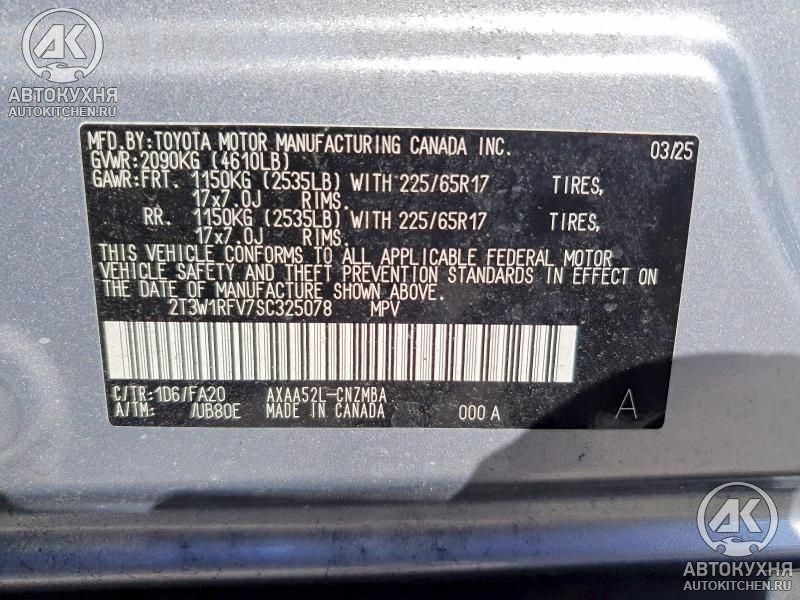 АК
АВТОКУХНЯ
AUTOKITCHEN.RU
MFD.BY:TOYOTA MOTOR MANUFACTURING CANADA INC. 03/25
GVWR:2090KG (4610LB)
GAWR:FRT. 1150KG (2535LB) WITH 225/65R17 TIRES,
17x7.0J RIMS.
RR. 1150KG (2535LB) WITH 225/65R17 TIRES,
17x7.0J RIMS.
THIS VEHICLE CONFORMS TO ALL APPLICABLE FEDERAL MOTOR
VEHICLE SAFETY AND THEFT PREVENTION STANDARDS IN EFFECT ON
THE DATE OF MANUFACTURE SHOWN ABOVE.
2T3W1RFV7SC325078 MPV
C/TR:1D6/FA20 AXAA52L-CNZMBA
A/TM: /UB80E MADE IN CANADA 000 A A
АК
АВТОКУХНЯ
AUTOKITCHEN.RU